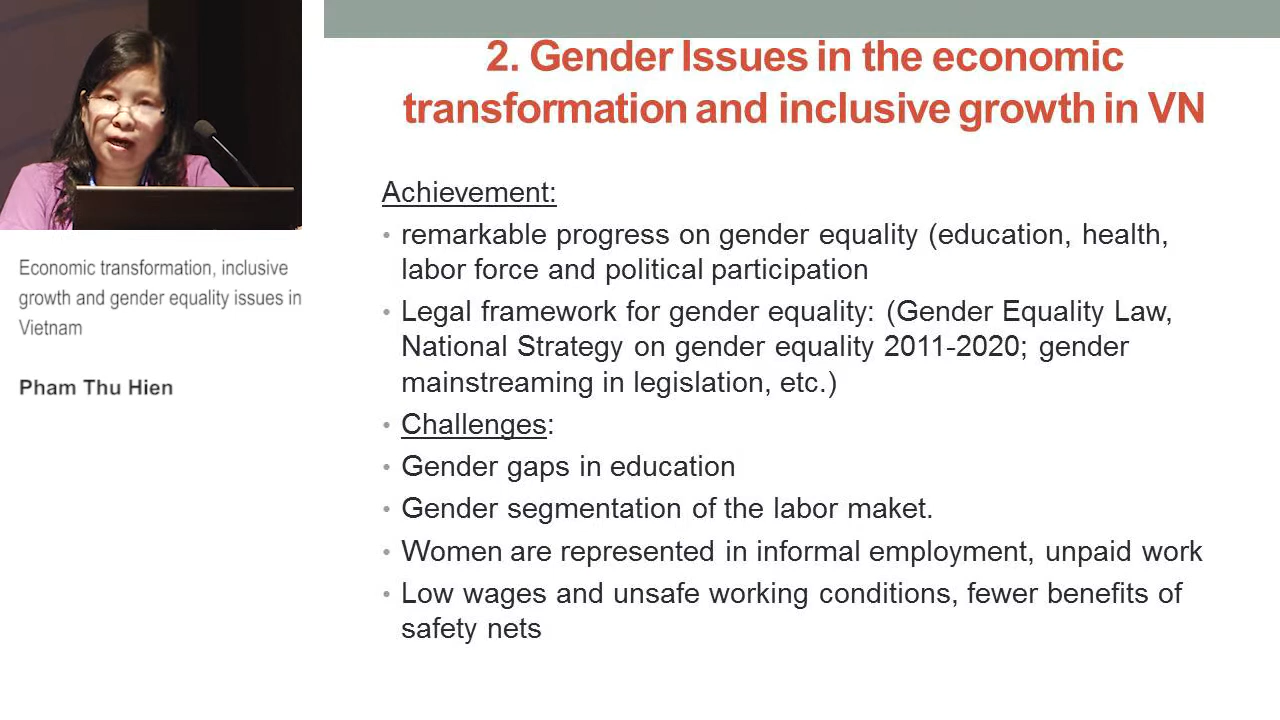 2. Gender Issues in the economic
transformation and inclusive growth in VN
Achievement:
• remarkable progress on gender equality (education, health,
labor force and political participation
• Legal framework for gender equality: (Gender Equality Law,
National Strategy on gender equality 2011-2020; gender
mainstreaming in legislation, etc.)
• Challenges:
• Gender gaps in education
• Gender segmentation of the labor maket.
• Women are represented in informal employment, unpaid work
• Low wages and unsafe working conditions, fewer benefits of
safety nets
Economic transformation, inclusive
growth and gender equality issues in
Vietnam
Pham Thu Hien